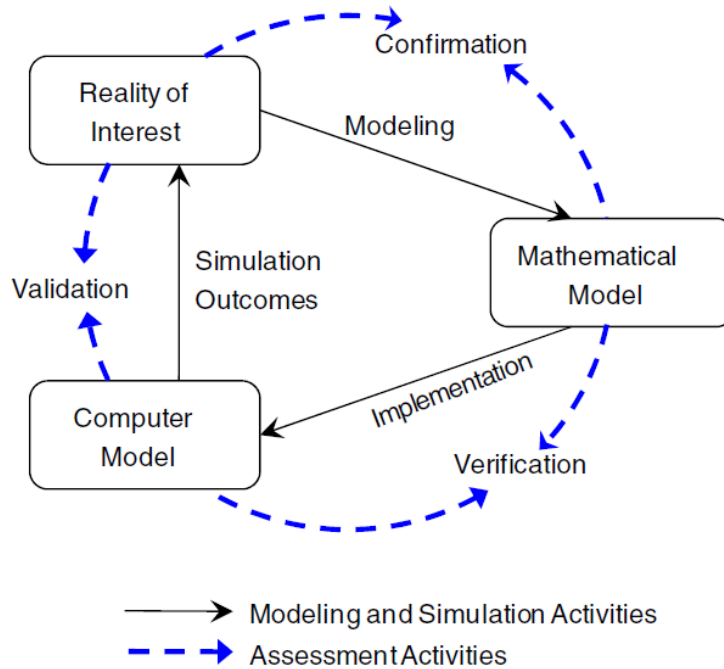 Confirmation
Reality of
Interest
Modeling
Mathematical
Model
Simulation
Outcomes
Validation
Implementation
Computer
Model
Verification
Modeling and Simulation Activities
Assessment Activities